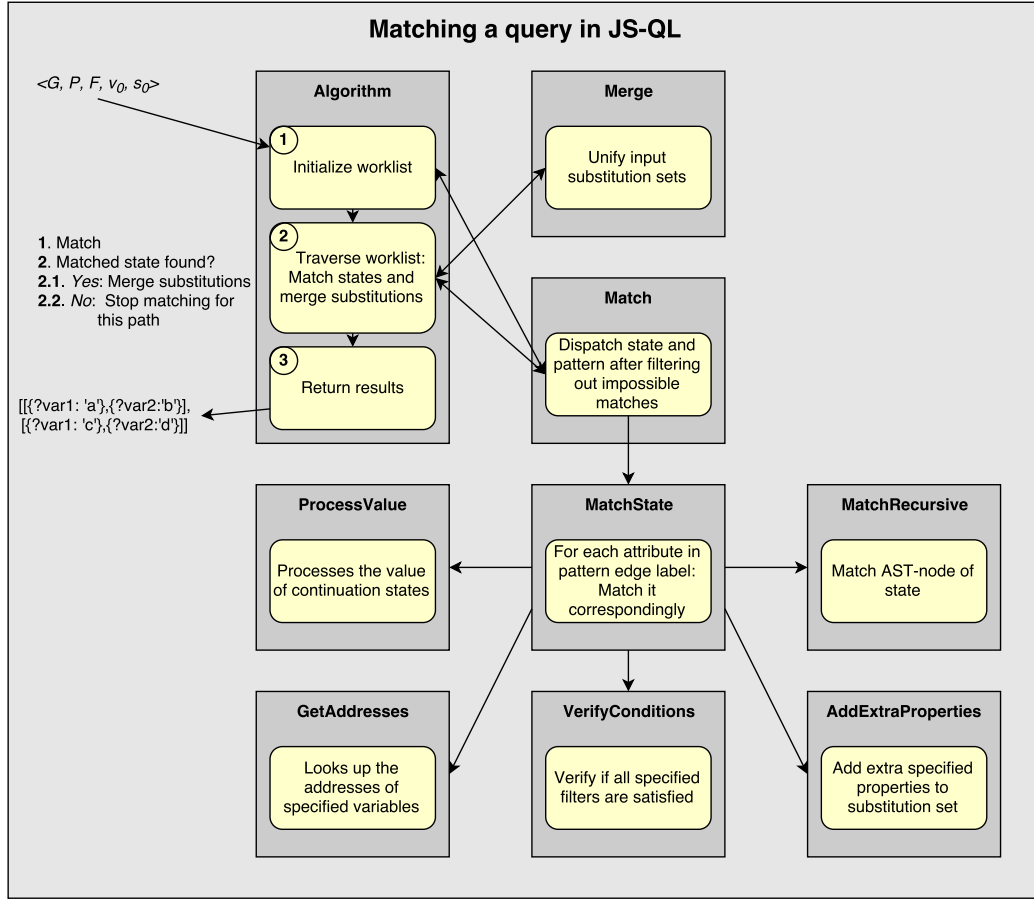 Matching a query in JS-QL
<G, P, F, v0, s0>
Algorithm
1
Initialize worklist
2
Traverse worklist:
Match states and
merge substitutions
3
Return results
1. Match
2. Matched state found?
2.1. Yes: Merge substitutions
2.2. No: Stop matching for
this path
[[{?var1: 'a'},{?var2:'b'}],
[{?var1: 'c'},{?var2:'d'}]]
Merge
Unify input
substitution sets
Match
Dispatch state and
pattern after filtering
out impossible
matches
ProcessValue
Processes the value
of continuation states
MatchState
For each attribute in
pattern edge label:
Match it
correspondingly
MatchRecursive
Match AST-node of
state
GetAddresses
Looks up the
addresses of
specified variables
VerifyConditions
Verify if all specified
filters are satisfied
AddExtraProperties
Add extra specified
properties to
substitution set